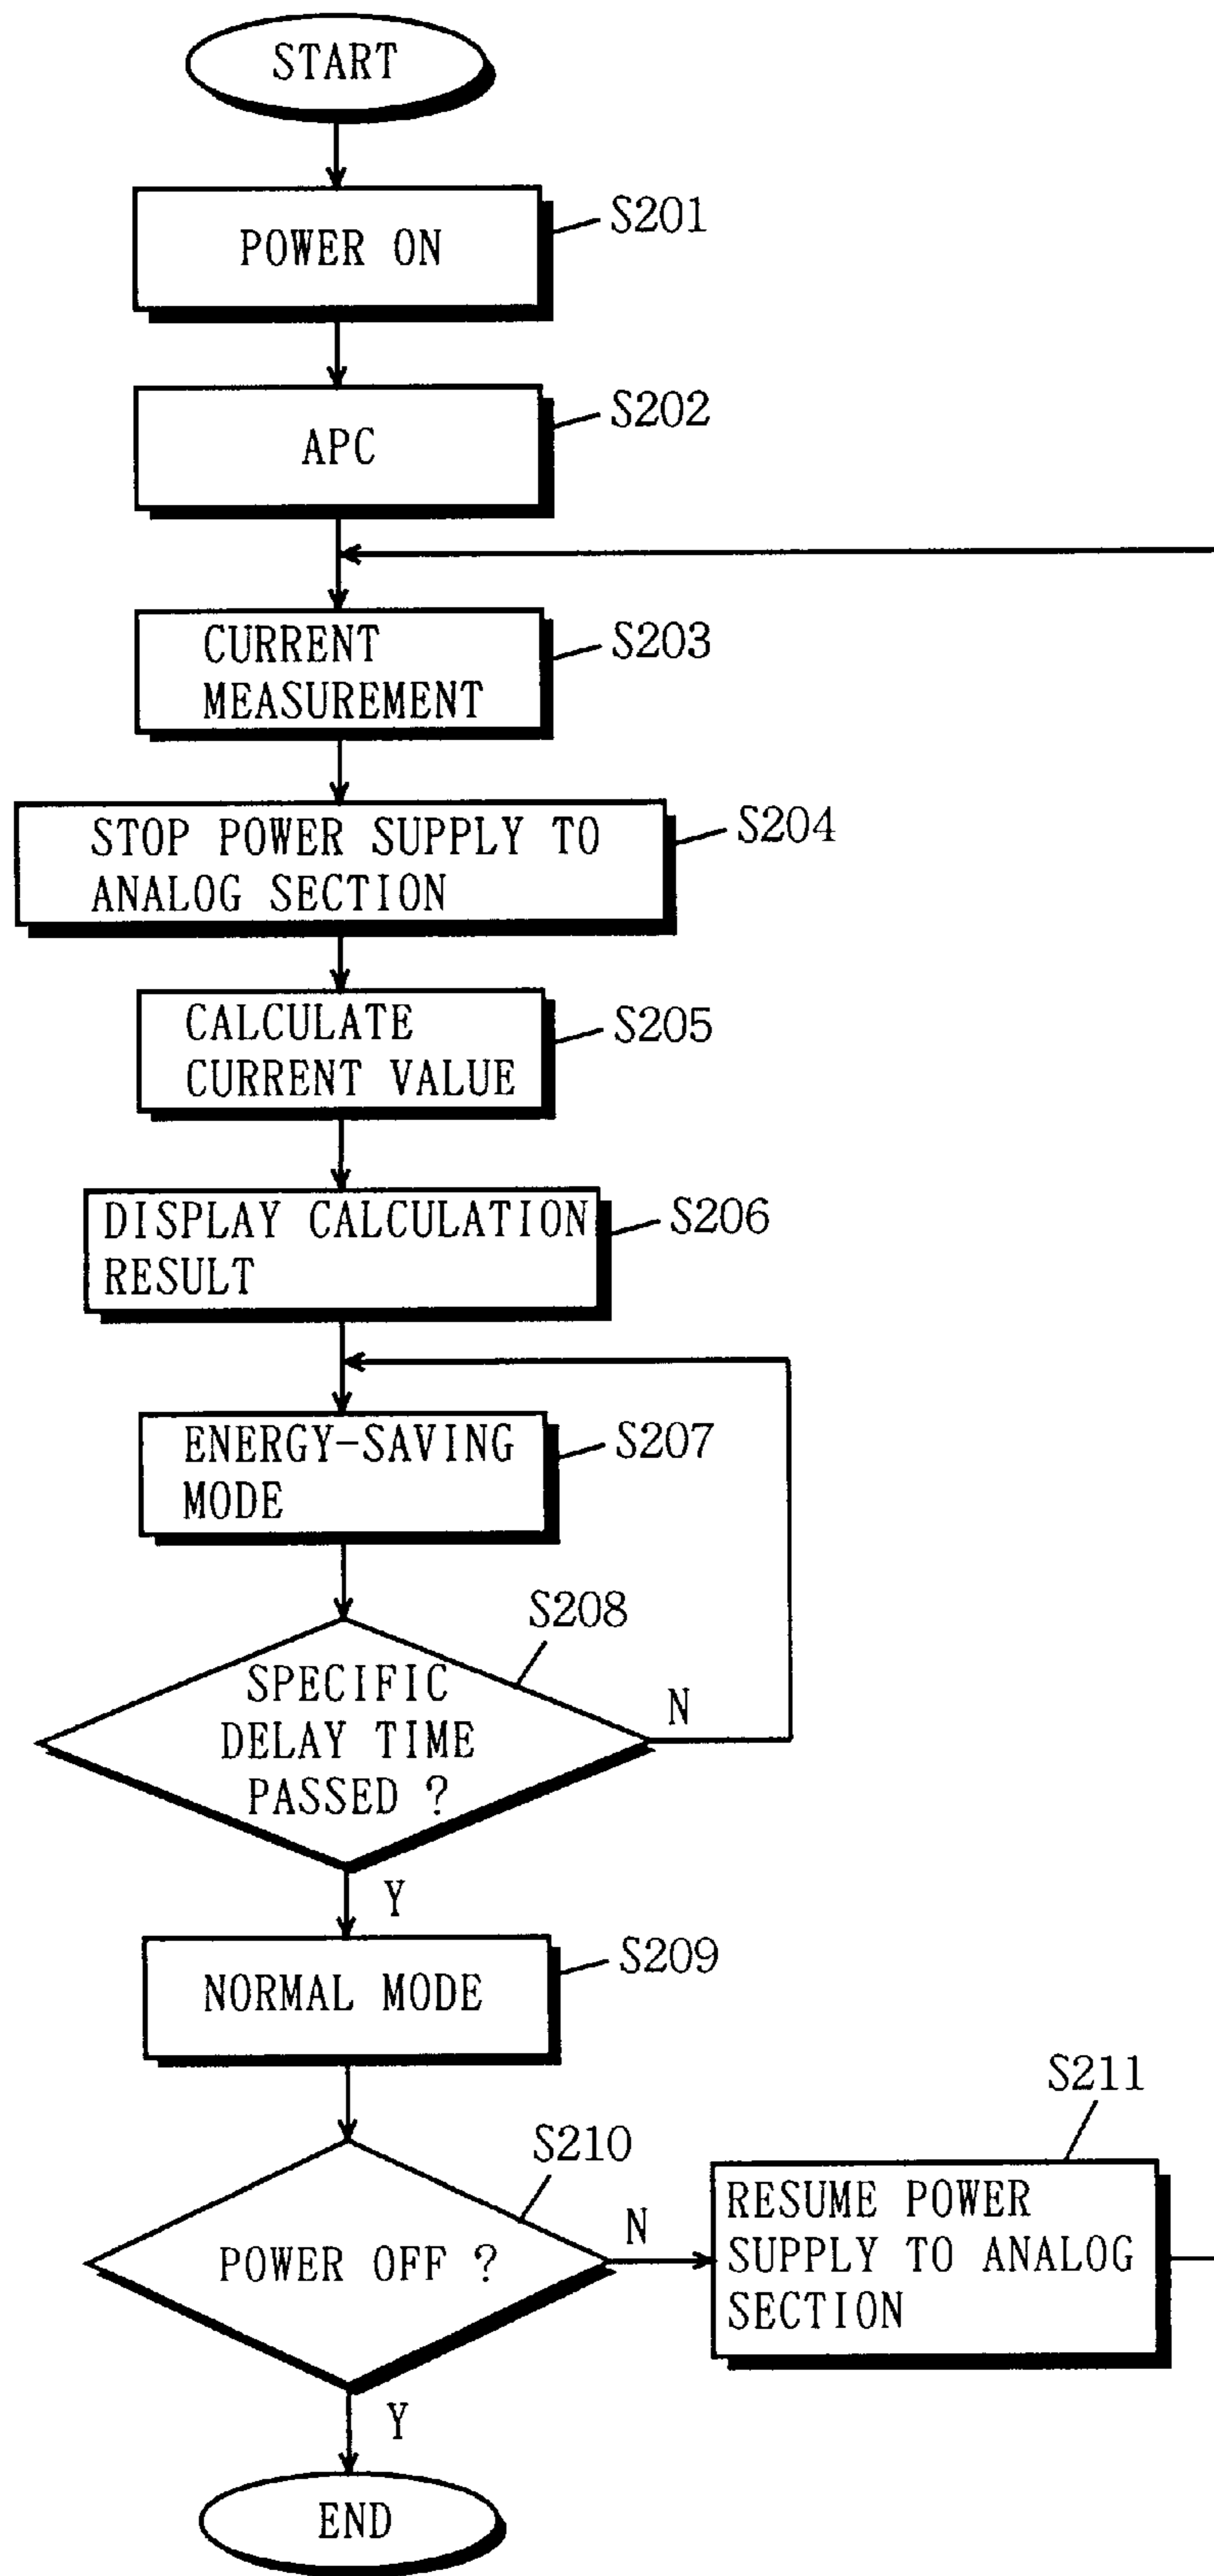 START
POWER ON
S201
APC
S202
CURRENT
MEASUREMENT
S203
STOP POWER SUPPLY TO
ANALOG SECTION
S204
CALCULATE
CURRENT VALUE
S205
DISPLAY CALCULATION
RESULT
S206
ENERGY-SAVING
MODE
S207
S208
SPECIFIC
DELAY TIME
PASSED ?
N
Y
NORMAL MODE
S209
S210
POWER OFF ?
N
S211
RESUME POWER
SUPPLY TO ANALOG
SECTION
Y
END